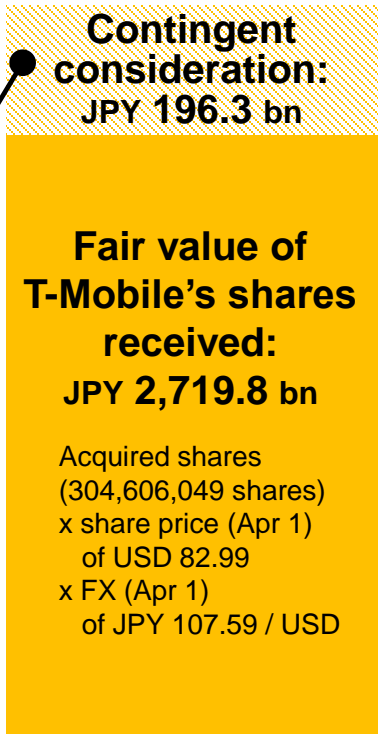 Contingent
consideration:
JPY 196.3 bn
Fair value of
T-Mobile's shares
received:
JPY 2,719.8 bn
Acquired shares
(304,606,049 shares)
x share price (Apr 1)
of USD 82.99
x FX (Apr 1)
of JPY 107.59 / USD